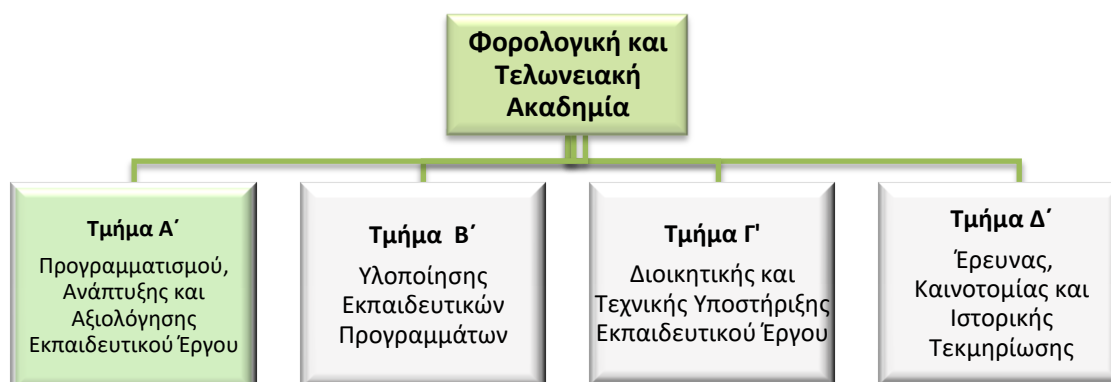 Φορολογική και
Τελωνειακή
Ακαδημία
Τμήμα Α΄
Προγραμματισμού,
Ανάπτυξης και
Αξιολόγησης
Εκπαιδευτικού Έργου
Τμήμα Β΄
Υλοποίησης
Εκπαιδευτικών
Προγραμμάτων
Τμήμα Γ'
Διοικητικής και
Τεχνικής Υποστήριξης
Εκπαιδευτικού Έργου
Τμήμα Δ΄
Έρευνας,
Καινοτομίας και
Ιστορικής
Τεκμηρίωσης